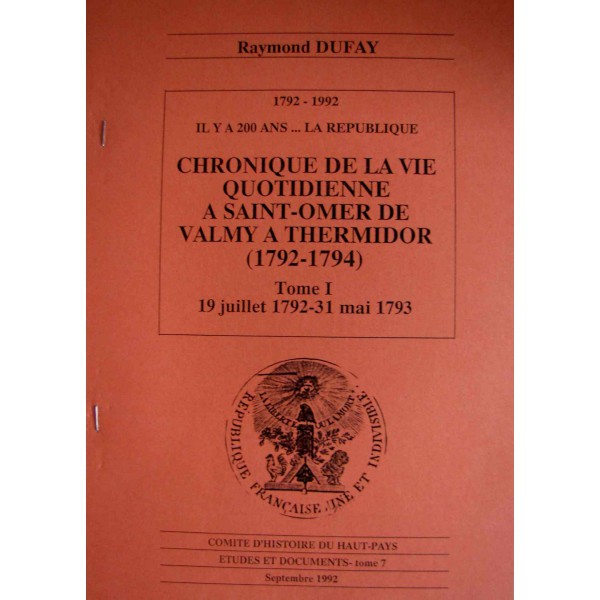 Raymond DUFAY
1792 - 1992
IL Y A 200 ANS ... LA REPUBLIQUE
CHRONIQUE DE LA VIE
QUOTIDIENNE
A SAINT-OMER DE
VALMY A THERMIDOR
(1792-1794)
Tome I
19 juillet 1792-31 mai 1793
LA LIBERTÉ OU LA MORT
RÉPUBLIQUE FRANÇAISE UNE ET INDIVISIBLE
COMITE D'HISTOIRE DU HAUT-PAYS
ETUDES ET DOCUMENTS- tome 7
Septembre 1992